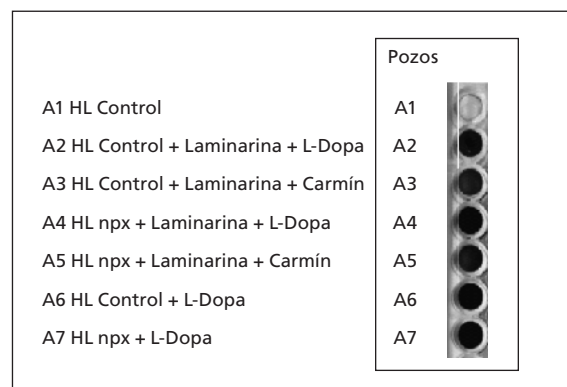 Pozos
A1 HL Control A1
A2 HL Control + Laminarina + L-Dopa A2
A3 HL Control + Laminarina + Carmín A3
A4 HL npx + Laminarina + L-Dopa A4
A5 HL npx + Laminarina + Carmín A5
A6 HL Control + L-Dopa A6
A7 HL npx + L-Dopa A7